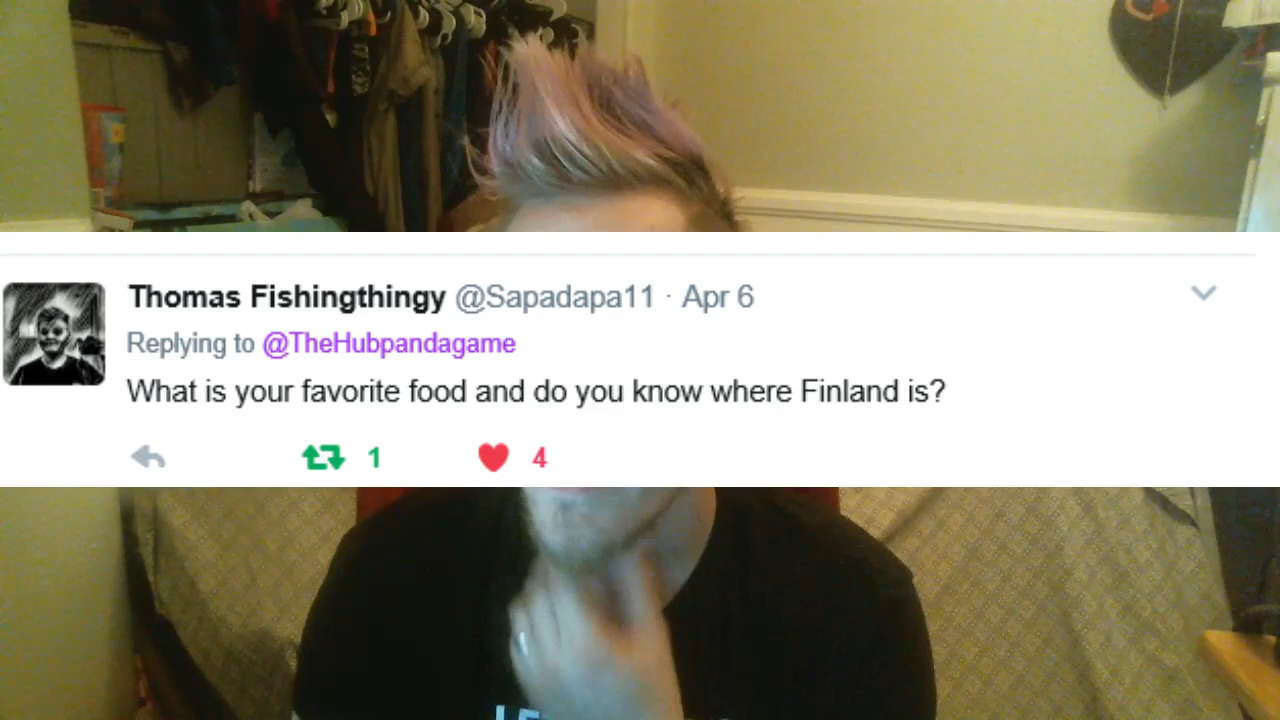 Thomas Fishingthingy @Sapadapa11 · Apr 6
Replying to @TheHubpandagame
What is your favorite food and do you know where Finland is?
1 4